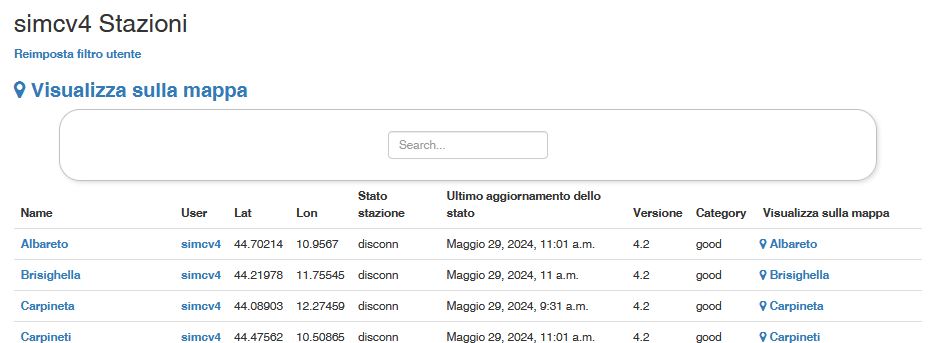 simcv4 Stazioni
Reimposta filtro utente
Visualizza sulla mappa
Search...
Name User Lat Lon Stato stazione Ultimo aggiornamento dello stato Versione Category Visualizza sulla mappa
Albareto simcv4 44.70214 10.9567 disconn Maggio 29, 2024, 11:01 a.m. 4.2 good Albareto
Brisighella simcv4 44.21978 11.75545 disconn Maggio 29, 2024, 11 a.m. 4.2 good Brisighella
Carpineta simcv4 44.08903 12.27459 disconn Maggio 29, 2024, 9:31 a.m. 4.2 good Carpineta
Carpineti simcv4 44.47562 10.50865 disconn Maggio 29, 2024, 11:01 a.m. 4.2 good Carpineti